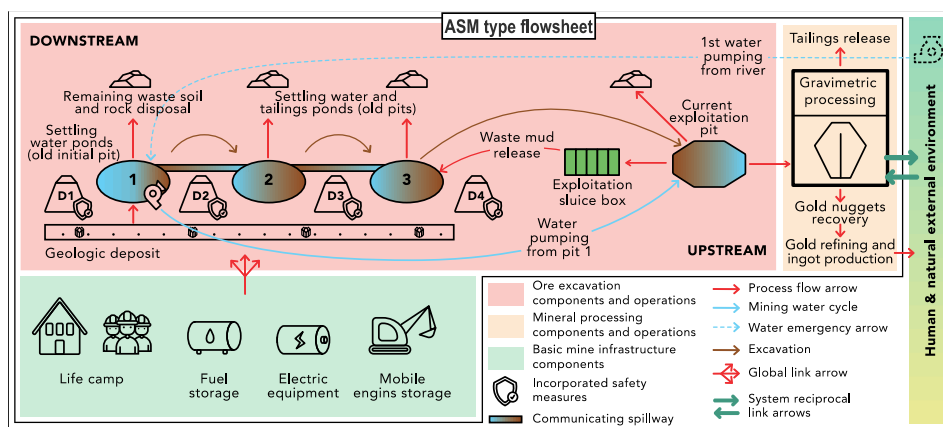 ASM type flowsheet
DOWNSTREAM
Remaining waste soil
and rock disposal
Settling water and
tailings ponds (old pits)
Settling
water ponds
(old initial pit)
1st water
pumping
from river
Current
exploitation
pit
Waste mud
release
Exploitation
sluice box
1
2
3
D1
D2
D3
D4
Geologic deposit
Water
pumping
from pit 1
UPSTREAM
Tailings release
Gravimetric
processing
Gold nuggets
recovery
Gold refining and
ingot production
Human & natural external environment
Life camp
Fuel
storage
Electric
equipment
Mobile
engins storage
Ore excavation
components and operations
Mineral processing
components and operations
Basic mine infrastructure
components
Incorporated safety
measures
Communicating spillway
Process flow arrow
Mining water cycle
Water emergency arrow
Excavation
Global link arrow
System reciprocal
link arrows